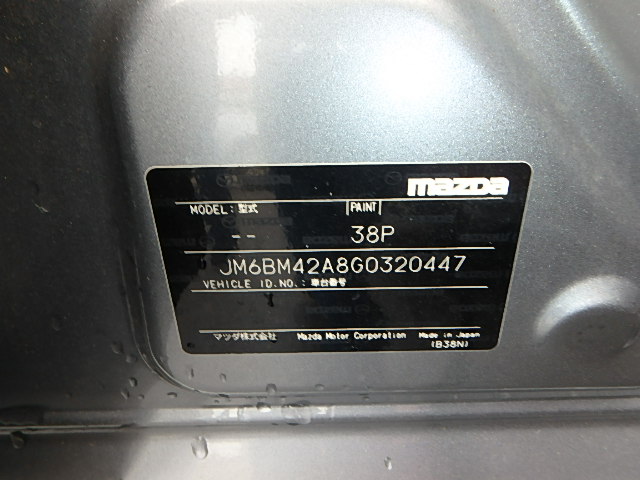 mazda
MODEL:型式 PAINT
-- 38P
JM6BM42A8G0320447
VEHICLE ID.NO.:車台番号
マツダ株式会社 Mazda Motor Corporation Made in Japan
(B38N)